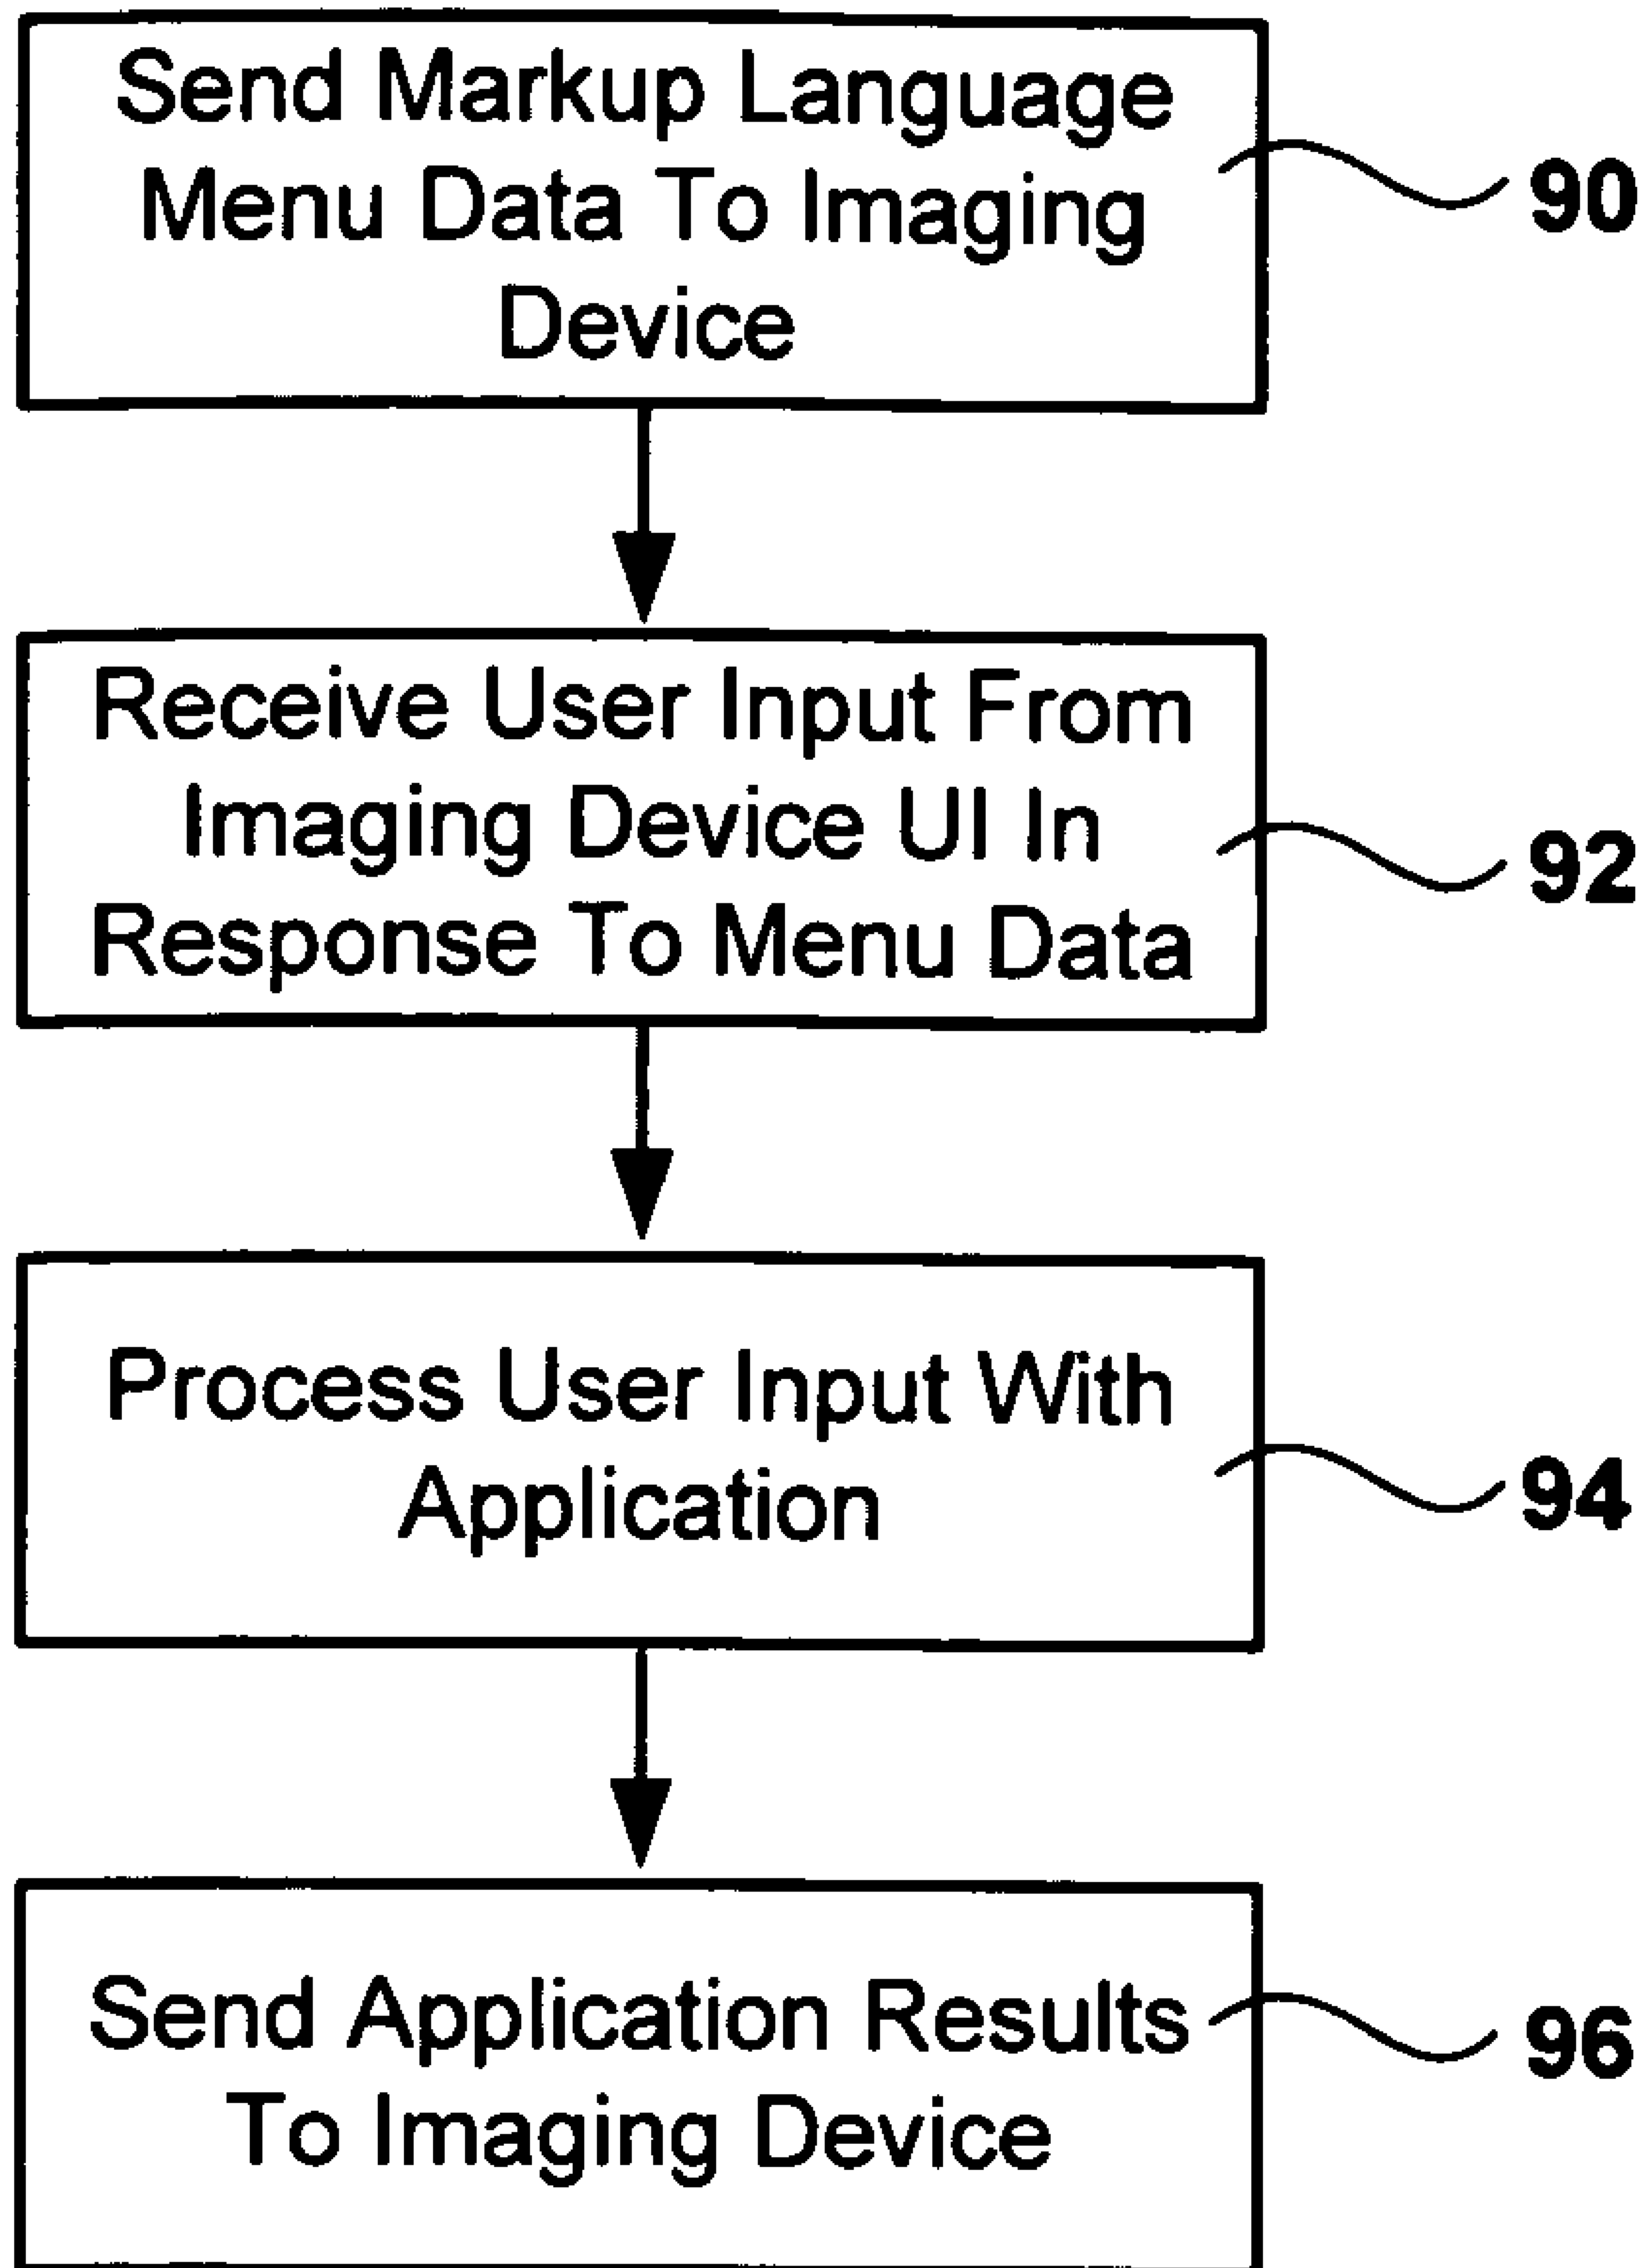 Send Markup Language
Menu Data To Imaging
Device
90
Receive User Input From
Imaging Device UI In
Response To Menu Data
92
Process User Input With
Application
94
Send Application Results
To Imaging Device
96